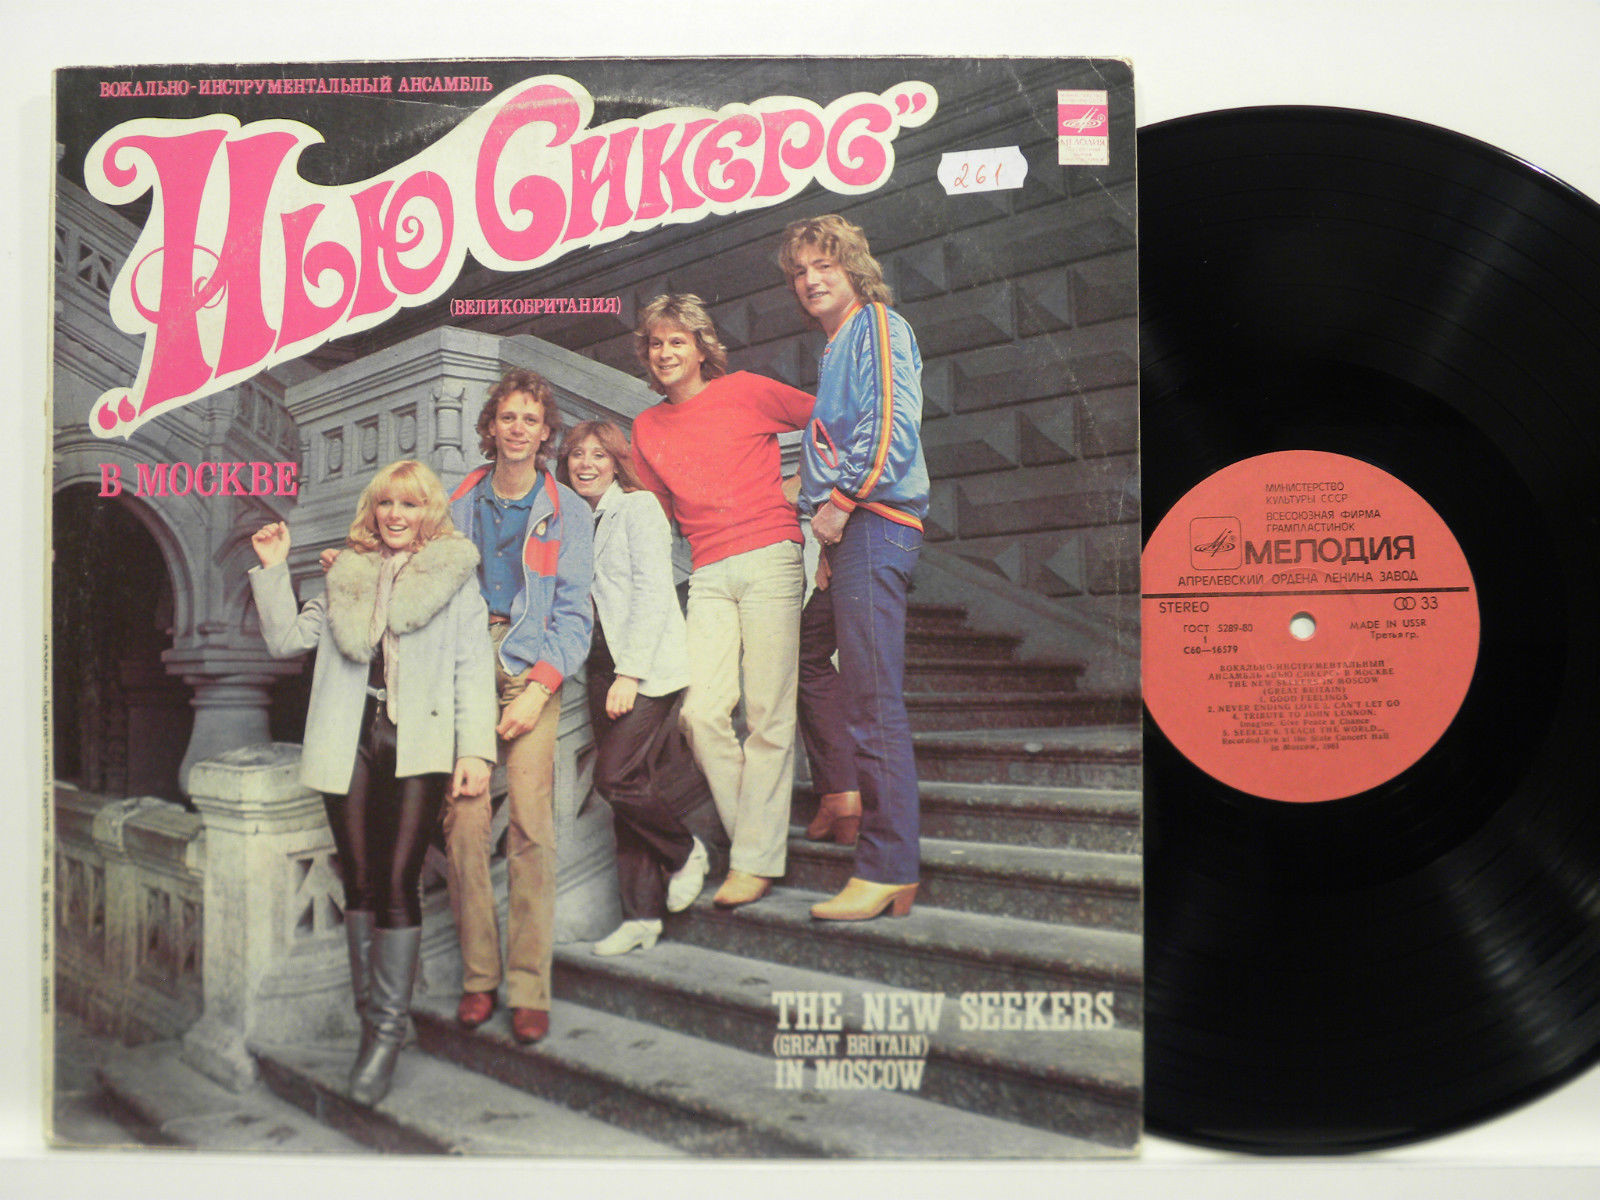 ВОКАЛЬНО-ИНСТРУМЕНТАЛЬНЫЙ АНСАМБЛЬ
“Нью Сикерс”
(ВЕЛИКОБРИТАНИЯ)
В МОСКВЕ
МЕЛОДИЯ
261
THE NEW SEEKERS
(GREAT BRITAIN)
IN MOSCOW
МИНИСТЕРСТВО
КУЛЬТУРЫ СССР
ВСЕСОЮЗНАЯ ФИРМА
ГРАМПЛАСТИНОК
МЕЛОДИЯ
АПРЕЛЕВСКИЙ ОРДЕНА ЛЕНИНА ЗАВОД
STEREO 33
ГОСТ 5289-80 MADE IN USSR
1 Третья гр.
С60—16579
ВОКАЛЬНО-ИНСТРУМЕНТАЛЬНЫЙ
АНСАМБЛЬ «НЬЮ СИКЕРС» В МОСКВЕ
THE NEW SEEKERS IN MOSCOW
(GREAT BRITAIN)
1. GOOD FEELINGS
2. NEVER ENDING LOVE 3. CAN'T LET GO
4. TRIBUTE TO JOHN LENNON:
Imagine, Give Peace a Chance
5. SEEKER 6. TEACH THE WORLD...
Recorded live at the State Concert Hall
in Moscow, 1981